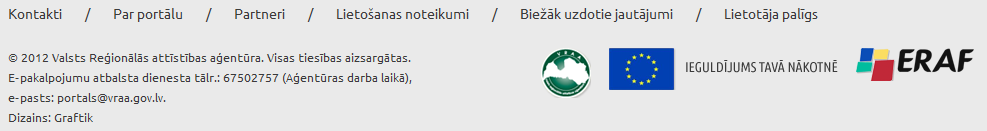 Kontakti / Par portālu / Partneri / Lietošanas noteikumi / Biežāk uzdotie jautājumi / Lietotāja palīgs
© 2012 Valsts Reģionālās attīstības aģentūra. Visas tiesības aizsargātas.
E-pakalpojumu atbalsta dienesta tālr.: 67502757 (Aģentūras darba laikā),
e-pasts: portals@vraa.gov.lv.
Dizains: Graftik
VRAA
IEGULDĪJUMS TAVĀ NĀKOTNĒ
ERAF